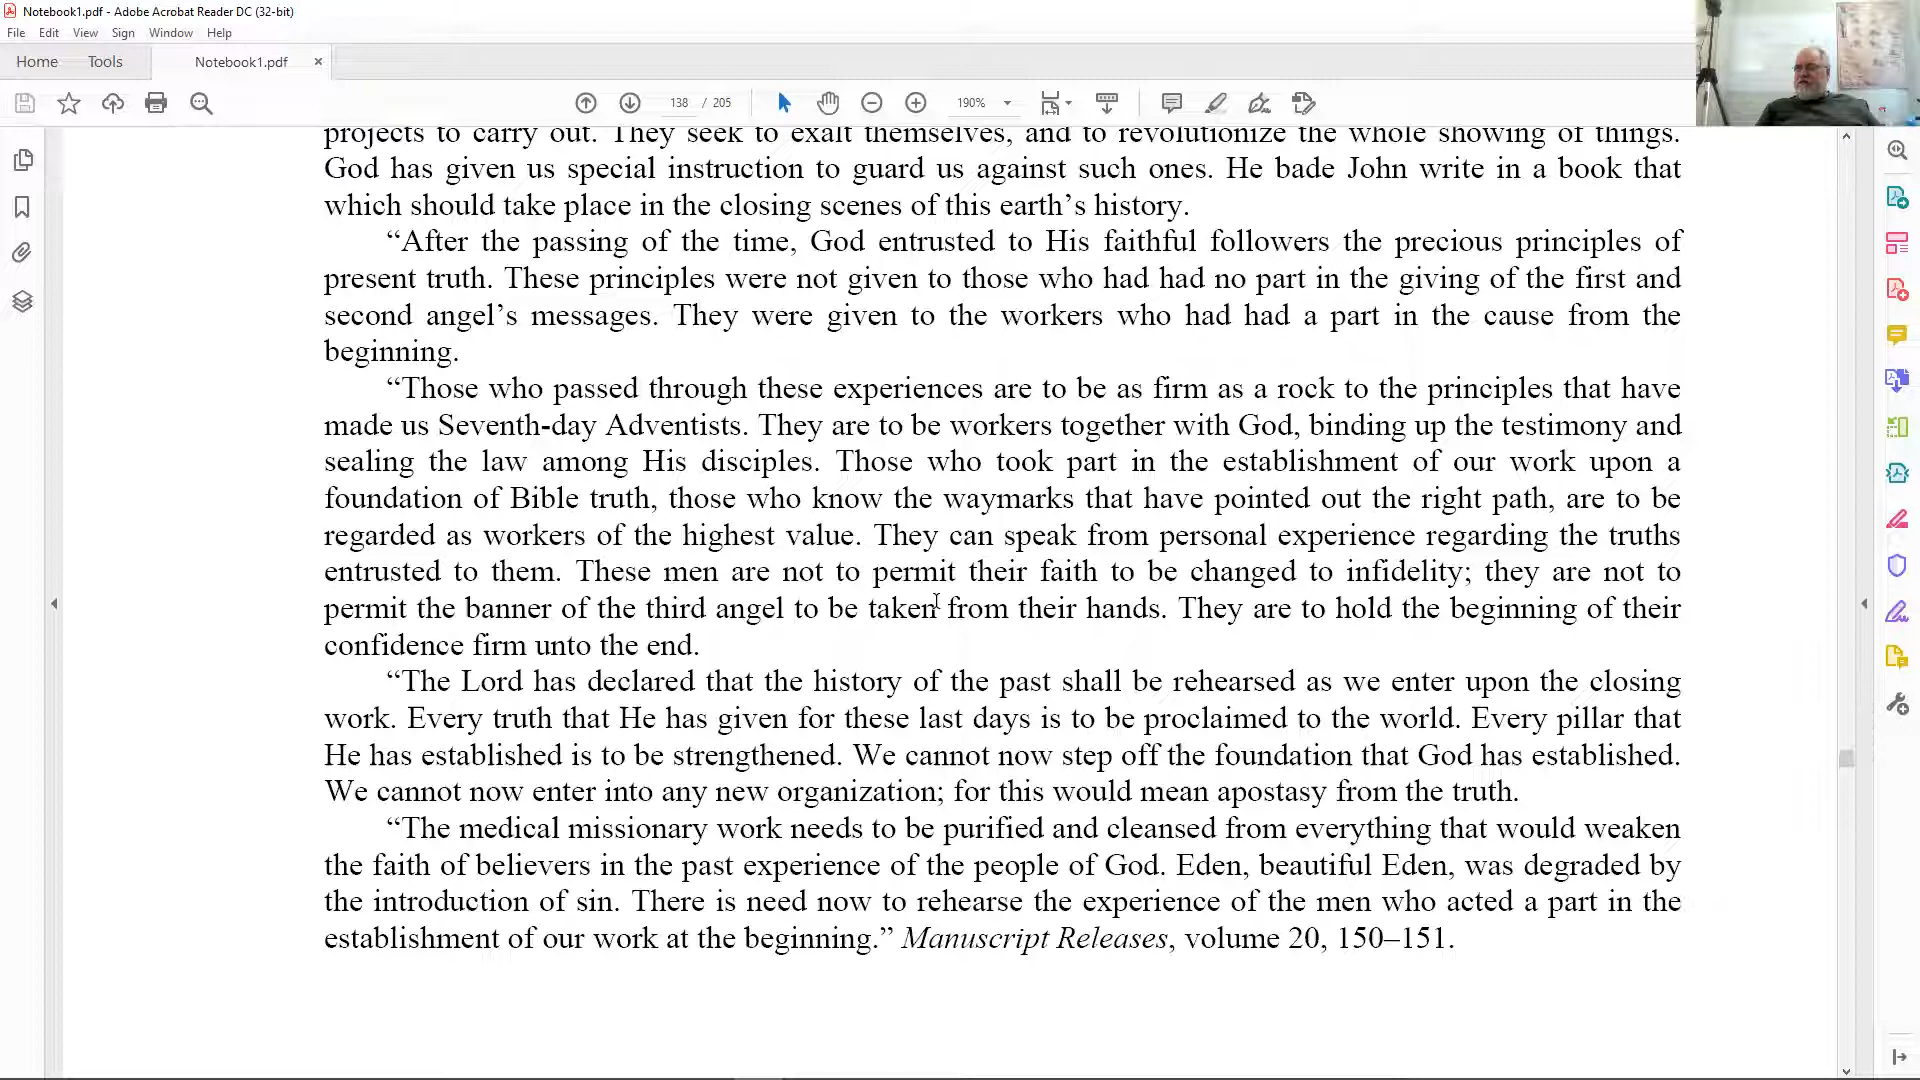 Notebook1.pdf - Adobe Acrobat Reader DC (32-bit)
File Edit View Sign Window Help
Home Tools Notebook1.pdf ×
138 / 205 190%
projects to carry out. They seek to exalt themselves, and to revolutionize the whole showing of things.
God has given us special instruction to guard us against such ones. He bade John write in a book that
which should take place in the closing scenes of this earth’s history.
“After the passing of the time, God entrusted to His faithful followers the precious principles of
present truth. These principles were not given to those who had had no part in the giving of the first and
second angel’s messages. They were given to the workers who had had a part in the cause from the
beginning.
“Those who passed through these experiences are to be as firm as a rock to the principles that have
made us Seventh-day Adventists. They are to be workers together with God, binding up the testimony and
sealing the law among His disciples. Those who took part in the establishment of our work upon a
foundation of Bible truth, those who know the waymarks that have pointed out the right path, are to be
regarded as workers of the highest value. They can speak from personal experience regarding the truths
entrusted to them. These men are not to permit their faith to be changed to infidelity; they are not to
permit the banner of the third angel to be taken from their hands. They are to hold the beginning of their
confidence firm unto the end.
“The Lord has declared that the history of the past shall be rehearsed as we enter upon the closing
work. Every truth that He has given for these last days is to be proclaimed to the world. Every pillar that
He has established is to be strengthened. We cannot now step off the foundation that God has established.
We cannot now enter into any new organization; for this would mean apostasy from the truth.
“The medical missionary work needs to be purified and cleansed from everything that would weaken
the faith of believers in the past experience of the people of God. Eden, beautiful Eden, was degraded by
the introduction of sin. There is need now to rehearse the experience of the men who acted a part in the
establishment of our work at the beginning.” Manuscript Releases, volume 20, 150–151.